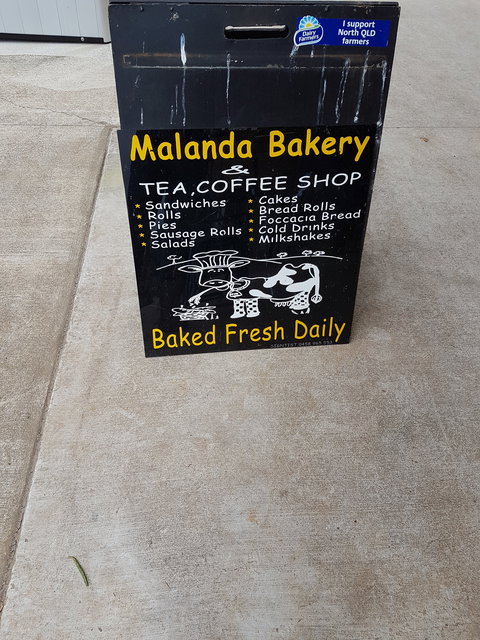 Dairy
Farmers
I support
North QLD
farmers
Malanda Bakery
&
TEA, COFFEE SHOP
* Sandwiches
* Rolls
* Pies
* Sausage Rolls
* Salads
* Cakes
* Bread Rolls
* Foccacia Bread
* Cold Drinks
* Milkshakes
Baked Fresh Daily